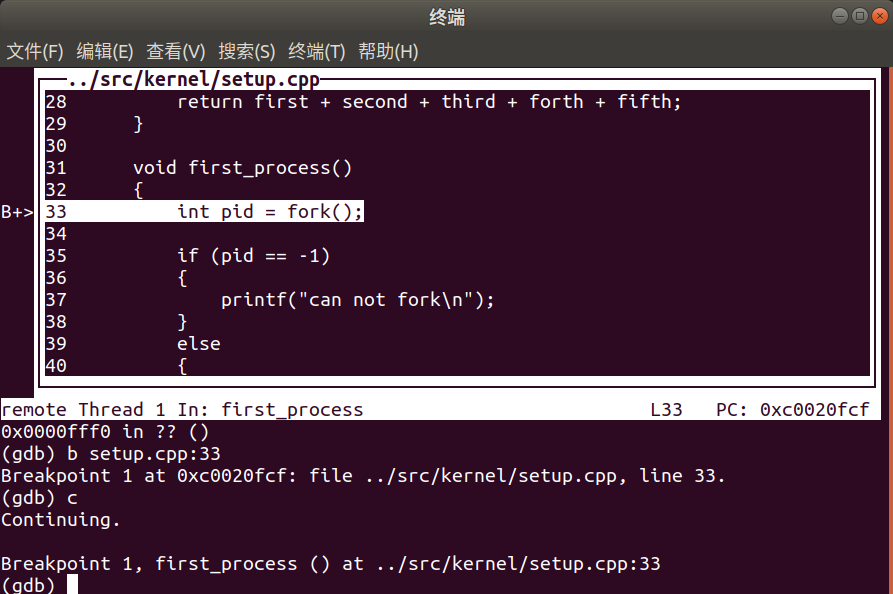 终端
文件(F) 编辑(E) 查看(V) 搜索(S) 终端(T) 帮助(H)
../src/kernel/setup.cpp
28          return first + second + third + forth + fifth;
29      }
30
31      void first_process()
32      {
B+> 33          int pid = fork();
34
35          if (pid == -1)
36          {
37              printf("can not fork\n");
38          }
39          else
40          {
remote Thread 1 In: first_process                          L33   PC: 0xc0020fcf
0x0000fff0 in ?? ()
(gdb) b setup.cpp:33
Breakpoint 1 at 0xc0020fcf: file ../src/kernel/setup.cpp, line 33.
(gdb) c
Continuing.
Breakpoint 1, first_process () at ../src/kernel/setup.cpp:33
(gdb)